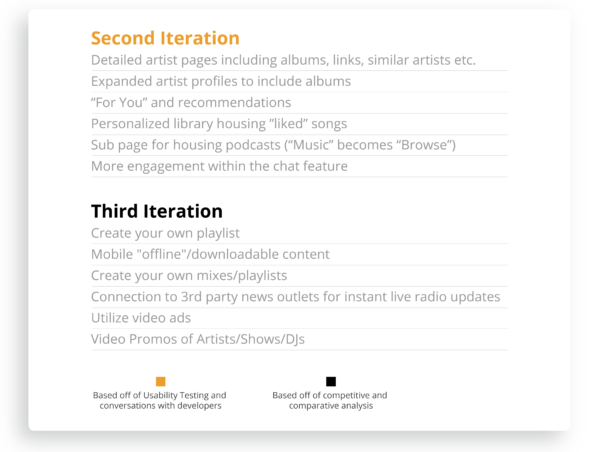 Second Iteration
Detailed artist pages including albums, links, similar artists etc.
Expanded artist profiles to include albums
“For You” and recommendations
Personalized library housing “liked” songs
Sub page for housing podcasts (“Music” becomes “Browse”)
More engagement within the chat feature
Third Iteration
Create your own playlist
Mobile "offline"/downloadable content
Create your own mixes/playlists
Connection to 3rd party news outlets for instant live radio updates
Utilize video ads
Video Promos of Artists/Shows/DJs
Based off of Usability Testing and
conversations with developers
Based off of competitive and
comparative analysis